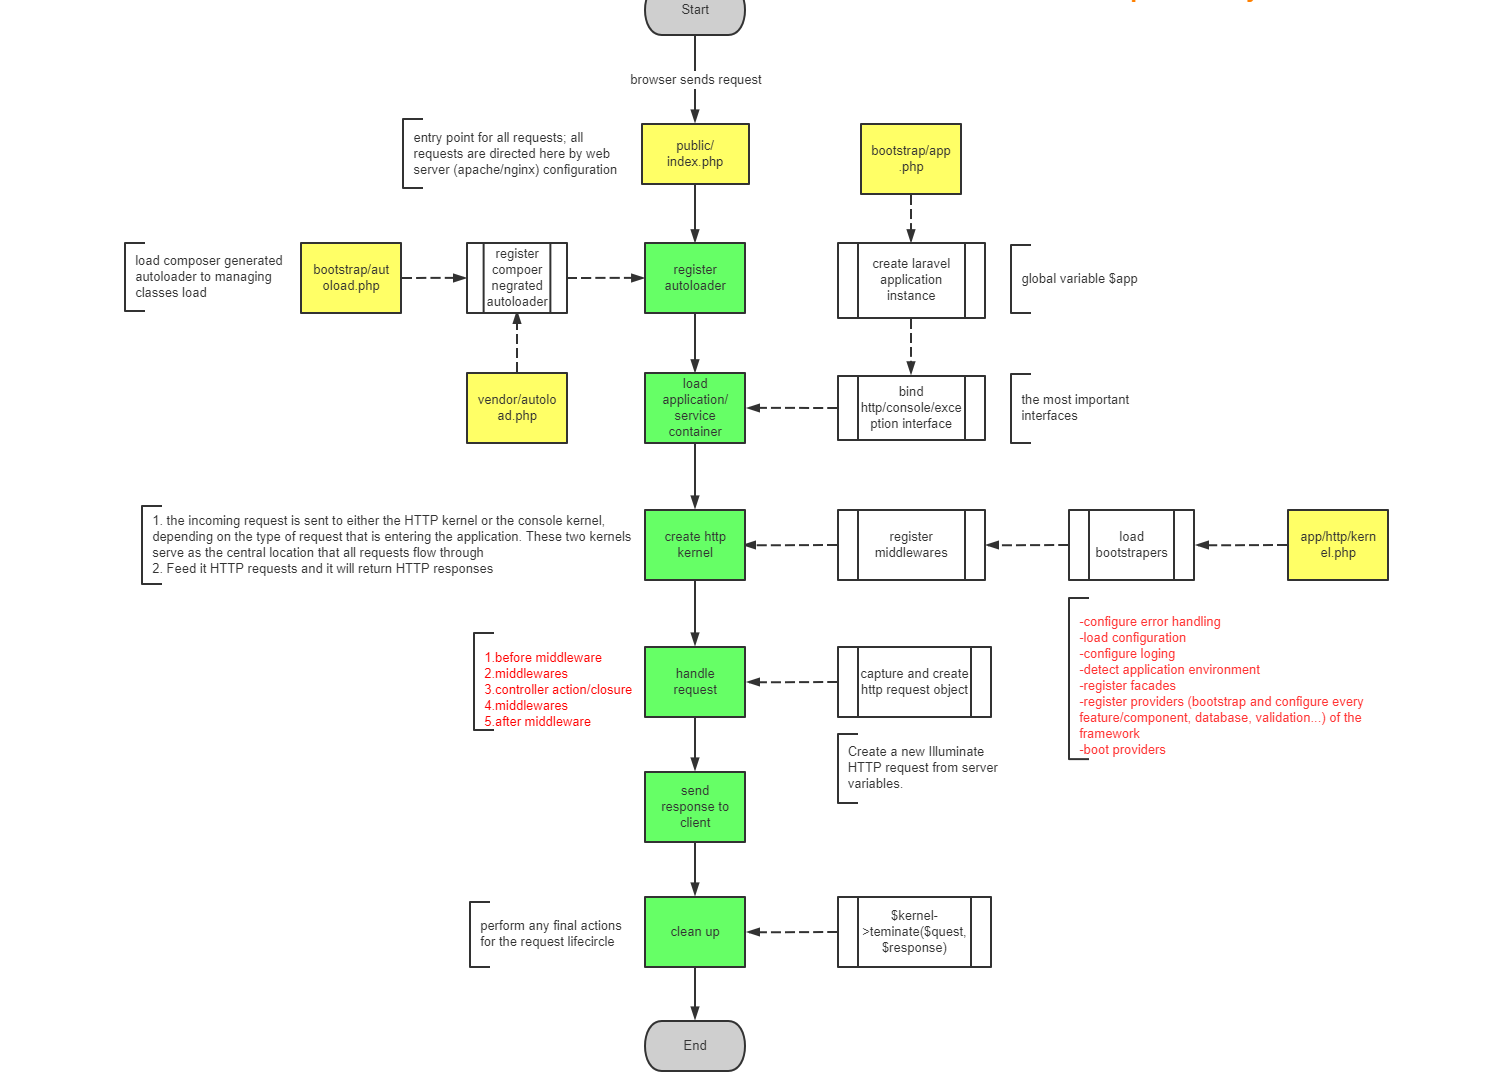 Start
browser sends request
entry point for all requests; all
requests are directed here by web
server (apache/nginx) configuration
public/
index.php
bootstrap/app
.php
load composer generated
autoloader to managing
classes load
bootstrap/aut
oload.php
register
compoer
negrated
autoloader
register
autoloader
create laravel
application
instance
global variable $app
vendor/autolo
ad.php
load
application/
service
container
bind
http/console/exce
ption interface
the most important
interfaces
1. the incoming request is sent to either the HTTP kernel or the console kernel,
depending on the type of request that is entering the application. These two kernels
serve as the central location that all requests flow through
2. Feed it HTTP requests and it will return HTTP responses
create http
kernel
register
middlewares
load
bootstrapers
app/http/kern
el.php
1.before middleware
2.middlewares
3.controller action/closure
4.middlewares
5.after middleware
handle
request
capture and create
http request object
-configure error handling
-load configuration
-configure loging
-detect application environment
-register facades
-register providers (bootstrap and configure every
feature/component, database, validation...) of the
framework
-boot providers
Create a new Illuminate
HTTP request from server
variables.
send
response to
client
perform any final actions
for the request lifecircle
clean up
$kernel-
>teminate($quest,
$response)
End